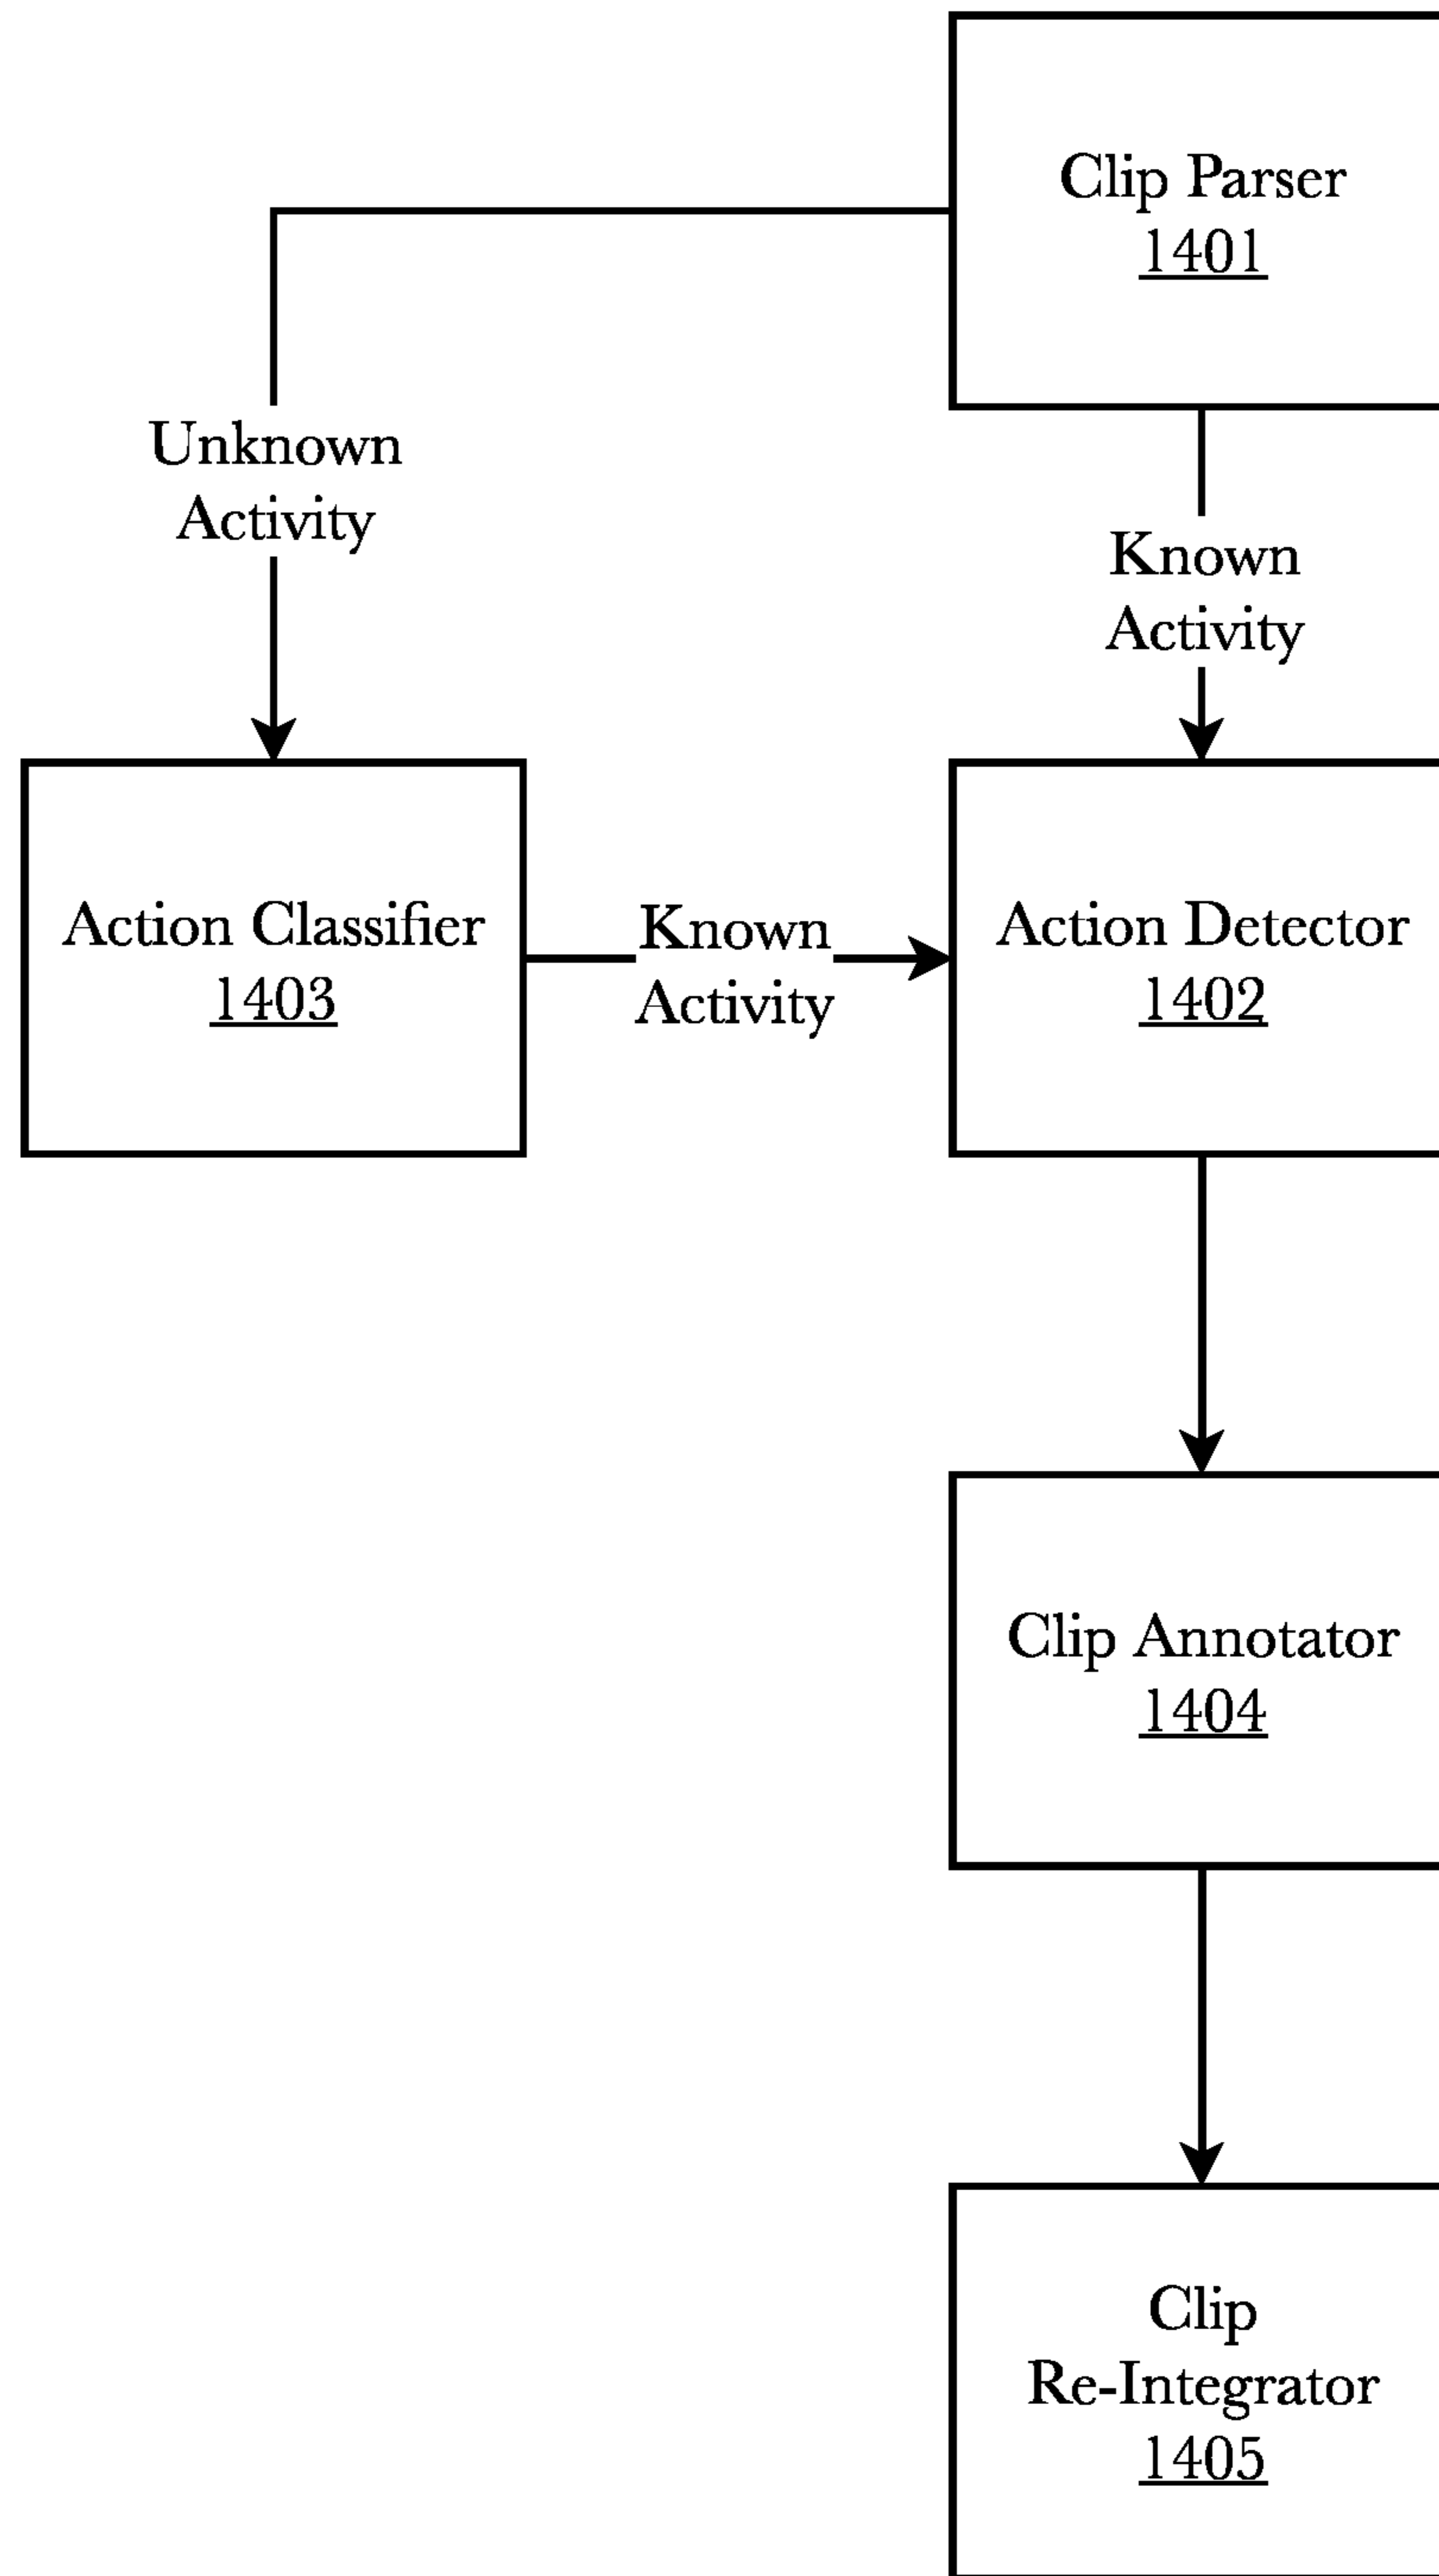 Clip Parser
1401
Unknown
Activity
Known
Activity
Action Classifier
1403
Known
Activity
Action Detector
1402
Clip Annotator
1404
Clip
Re-Integrator
1405